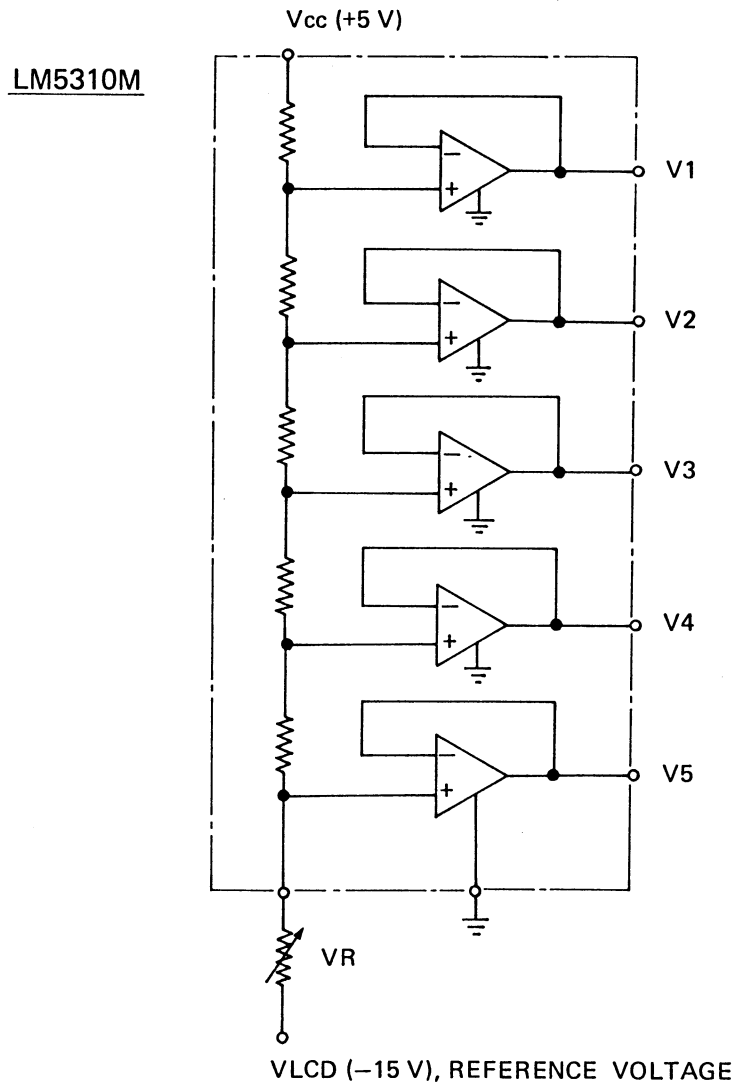 Vcc (+5 V)
LM5310M
−
+
V1
−
+
V2
−
+
V3
−
+
V4
−
+
V5
VR
VLCD (−15 V), REFERENCE VOLTAGE